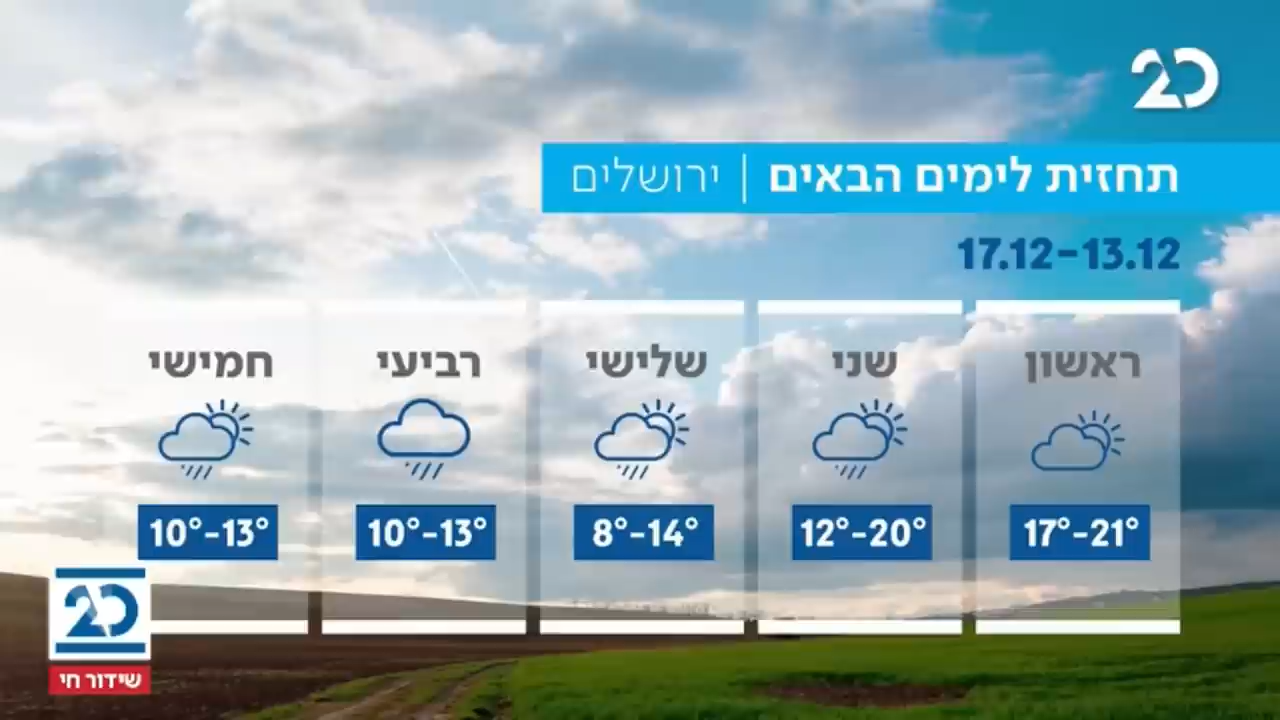 20
תחזית לימים הבאים | ירושלים
17.12-13.12
ראשון
17°-21°
שני
12°-20°
שלישי
8°-14°
רביעי
10°-13°
חמישי
10°-13°
20
שידור חי